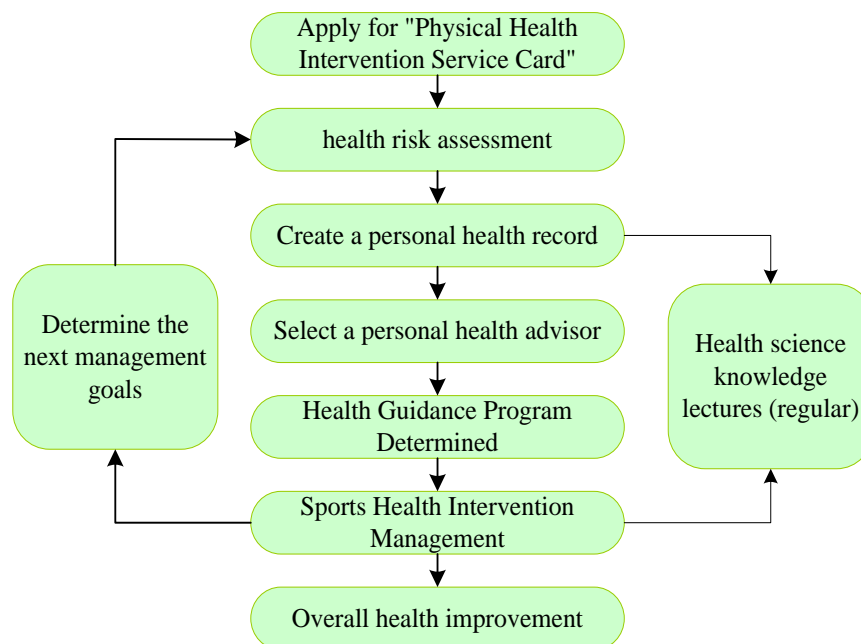 Apply for "Physical Health
Intervention Service Card"
health risk assessment
Create a personal health record
Select a personal health advisor
Health Guidance Program
Determined
Sports Health Intervention
Management
Overall health improvement
Determine the
next management
goals
Health science
knowledge
lectures (regular)